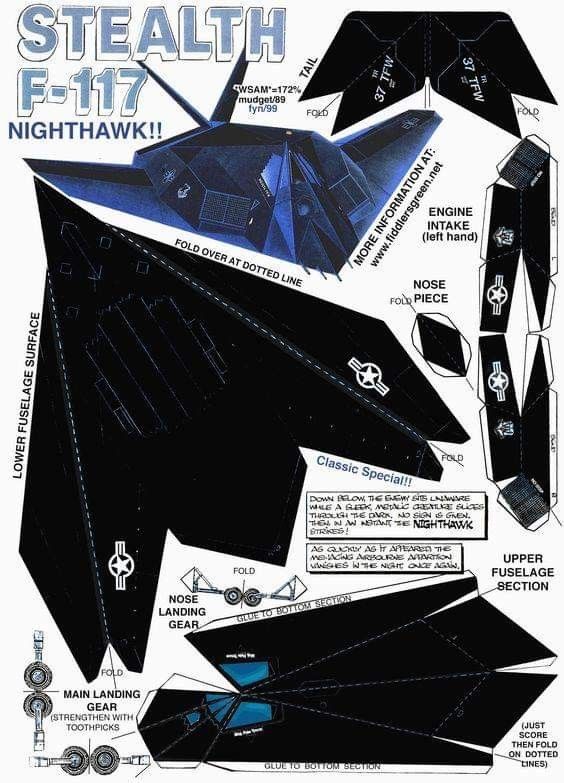 STEALTH
F-117
NIGHTHAWK!!
"WSAM"=172%
mudget/89
fyn/99
TAIL
37 TFW
TR
37 TFW
TR
FOLD
FOLD
MORE INFORMATION AT:
www.fiddlersgreen.net
ENGINE
INTAKE
(left hand)
FOLD OVER AT DOTTED LINE
NOSE
PIECE
FOLD
LOWER FUSELAGE SURFACE
FOLD
Classic Special!!
DOWN BELOW, THE ENEMY SITS UNAWARE
WHILE A SLEEK, METALIC CREATURE SLICES
THROUGH THE DARK. NO SIGN IS GIVEN.
THEN, IN AN INSTANT, THE NIGHTHAWK
STRIKES!
AS QUICKLY AS IT APPEARED, THE
MENACING AIRBOURNE APPARITION
VANISHES IN THE NIGHT, ONCE AGAIN.
UPPER
FUSELAGE
SECTION
FOLD
NOSE
LANDING
GEAR
GLUE TO BOTTOM SECTION
FOLD
MAIN LANDING
GEAR
(STRENGTHEN WITH
TOOTHPICKS
GLUE TO BOTTOM SECTION
(JUST
SCORE
THEN FOLD
ON DOTTED
LINES)